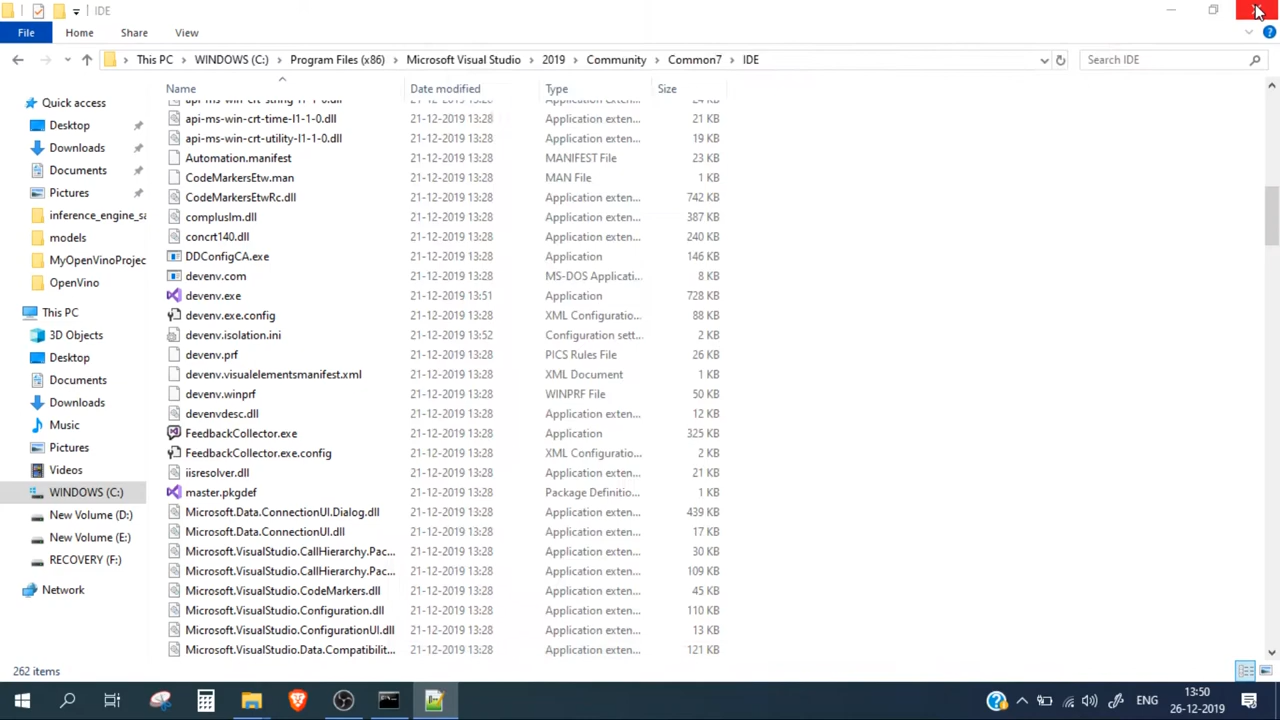 IDE
File Home Share View
This PC WINDOWS (C:) Program Files (x86) Microsoft Visual Studio 2019 Community Common7 IDE Search IDE
Name Date modified Type Size
Quick access
Desktop
Downloads
Documents
Pictures
inference_engine_sa
models
MyOpenVinoProjec
OpenVino
This PC
3D Objects
Desktop
Documents
Downloads
Music
Pictures
Videos
WINDOWS (C:)
New Volume (D:)
New Volume (E:)
RECOVERY (F:)
Network
api-ms-win-crt-string-l1-1-0.dll 21-12-2019 13:28 Application exten... 24 KB
api-ms-win-crt-time-l1-1-0.dll 21-12-2019 13:28 Application exten... 21 KB
api-ms-win-crt-utility-l1-1-0.dll 21-12-2019 13:28 Application exten... 19 KB
Automation.manifest 21-12-2019 13:28 MANIFEST File 23 KB
CodeMarkersEtw.man 21-12-2019 13:28 MAN File 1 KB
CodeMarkersEtwRc.dll 21-12-2019 13:28 Application exten... 742 KB
compluslm.dll 21-12-2019 13:28 Application exten... 387 KB
concrt140.dll 21-12-2019 13:28 Application exten... 240 KB
DDConfigCA.exe 21-12-2019 13:28 Application 146 KB
devenv.com 21-12-2019 13:28 MS-DOS Applicati... 8 KB
devenv.exe 21-12-2019 13:51 Application 728 KB
devenv.exe.config 21-12-2019 13:28 XML Configuratio... 88 KB
devenv.isolation.ini 21-12-2019 13:52 Configuration sett... 2 KB
devenv.prf 21-12-2019 13:28 PICS Rules File 26 KB
devenv.visualelementsmanifest.xml 21-12-2019 13:28 XML Document 1 KB
devenv.winprf 21-12-2019 13:28 WINPRF File 50 KB
devenvdesc.dll 21-12-2019 13:28 Application exten... 12 KB
FeedbackCollector.exe 21-12-2019 13:28 Application 325 KB
FeedbackCollector.exe.config 21-12-2019 13:28 XML Configuratio... 2 KB
iisresolver.dll 21-12-2019 13:28 Application exten... 21 KB
master.pkgdef 21-12-2019 13:28 Package Definitio... 1 KB
Microsoft.Data.ConnectionUI.Dialog.dll 21-12-2019 13:28 Application exten... 439 KB
Microsoft.Data.ConnectionUI.dll 21-12-2019 13:28 Application exten... 17 KB
Microsoft.VisualStudio.CallHierarchy.Pac... 21-12-2019 13:28 Application exten... 30 KB
Microsoft.VisualStudio.CallHierarchy.Pac... 21-12-2019 13:28 Application exten... 109 KB
Microsoft.VisualStudio.CodeMarkers.dll 21-12-2019 13:28 Application exten... 45 KB
Microsoft.VisualStudio.Configuration.dll 21-12-2019 13:28 Application exten... 110 KB
Microsoft.VisualStudio.ConfigurationUI.dll 21-12-2019 13:28 Application exten... 13 KB
Microsoft.VisualStudio.Data.Compatibilit... 21-12-2019 13:28 Application exten... 121 KB
262 items
ENG
13:50
26-12-2019